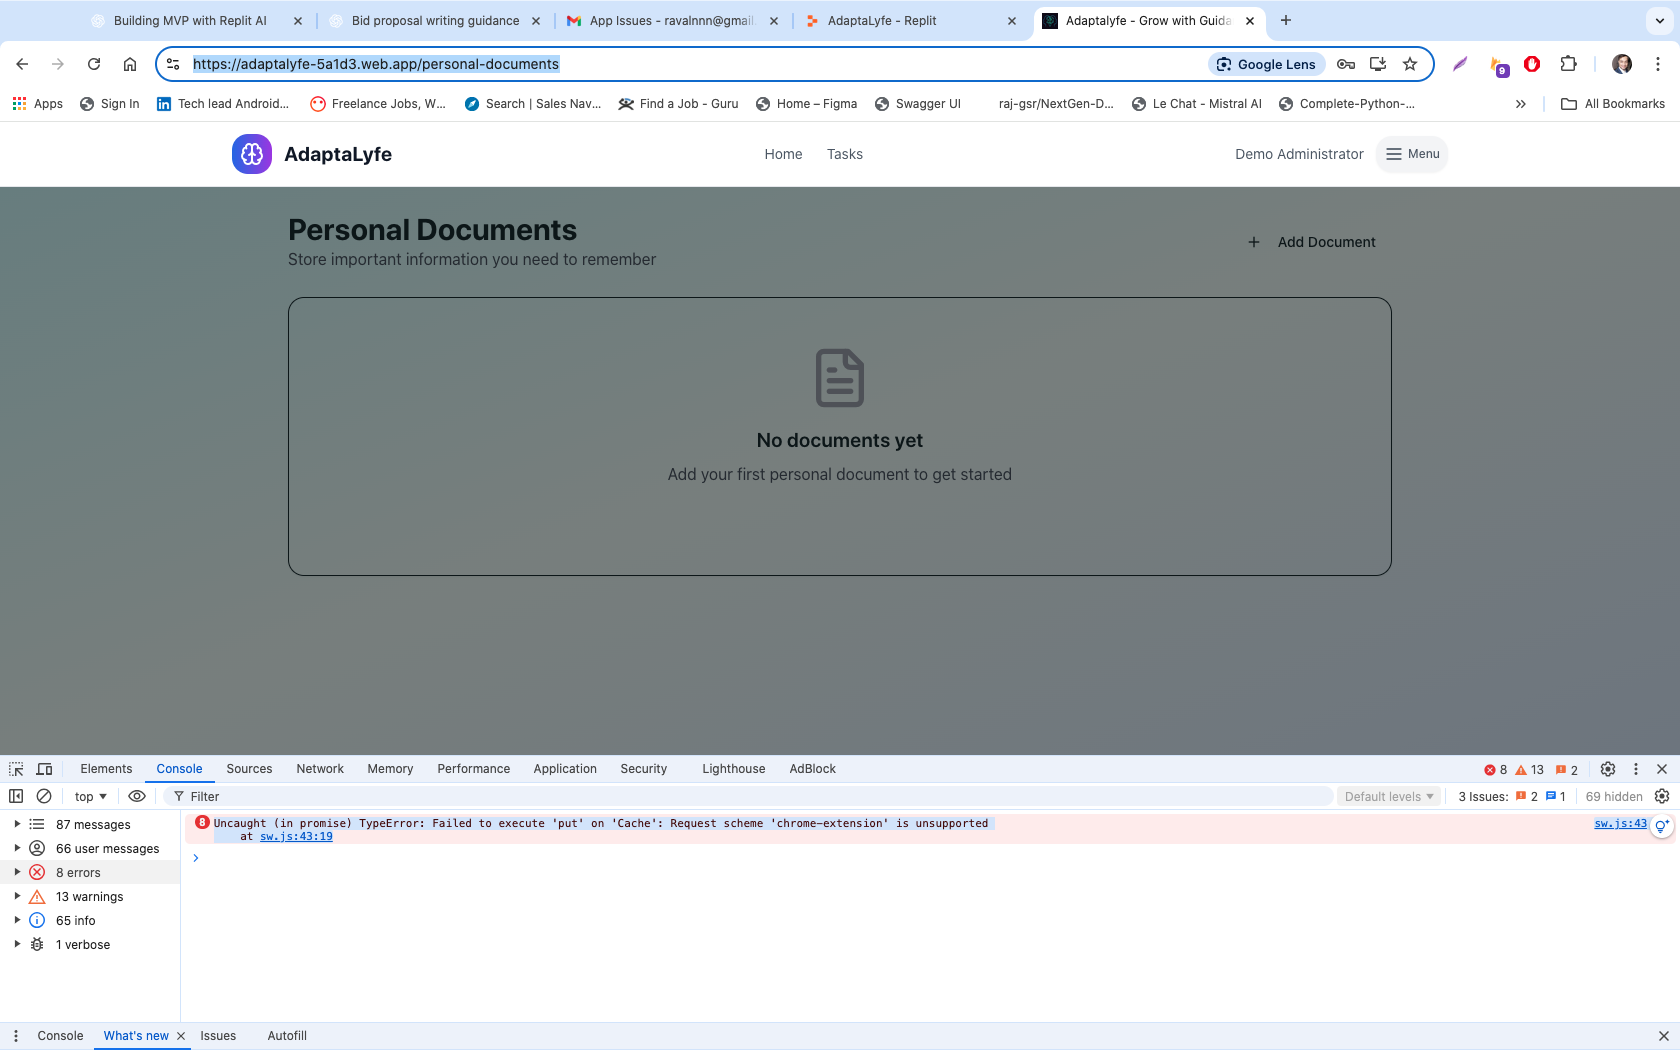 Building MVP with Replit AI
Bid proposal writing guidance
App Issues - ravalnnn@gmail
AdaptaLyfe - Replit
Adaptalyfe - Grow with Guida
https://adaptalyfe-5a1d3.web.app/personal-documents
Google Lens
9
Apps
Sign In
Tech lead Android...
Freelance Jobs, W...
Search | Sales Nav...
Find a Job - Guru
Home – Figma
Swagger UI
raj-gsr/NextGen-D...
Le Chat - Mistral AI
Complete-Python-...
All Bookmarks
AdaptaLyfe
Home
Tasks
Demo Administrator
Menu
Personal Documents
Store important information you need to remember
Add Document
No documents yet
Add your first personal document to get started
Elements
Console
Sources
Network
Memory
Performance
Application
Security
Lighthouse
AdBlock
8
13
2
top
Filter
Default levels
3 Issues:
2
1
69 hidden
87 messages
66 user messages
8 errors
13 warnings
65 info
1 verbose
8
Uncaught (in promise) TypeError: Failed to execute 'put' on 'Cache': Request scheme 'chrome-extension' is unsupported
at sw.js:43:19
sw.js:43
Console
What's new
Issues
Autofill